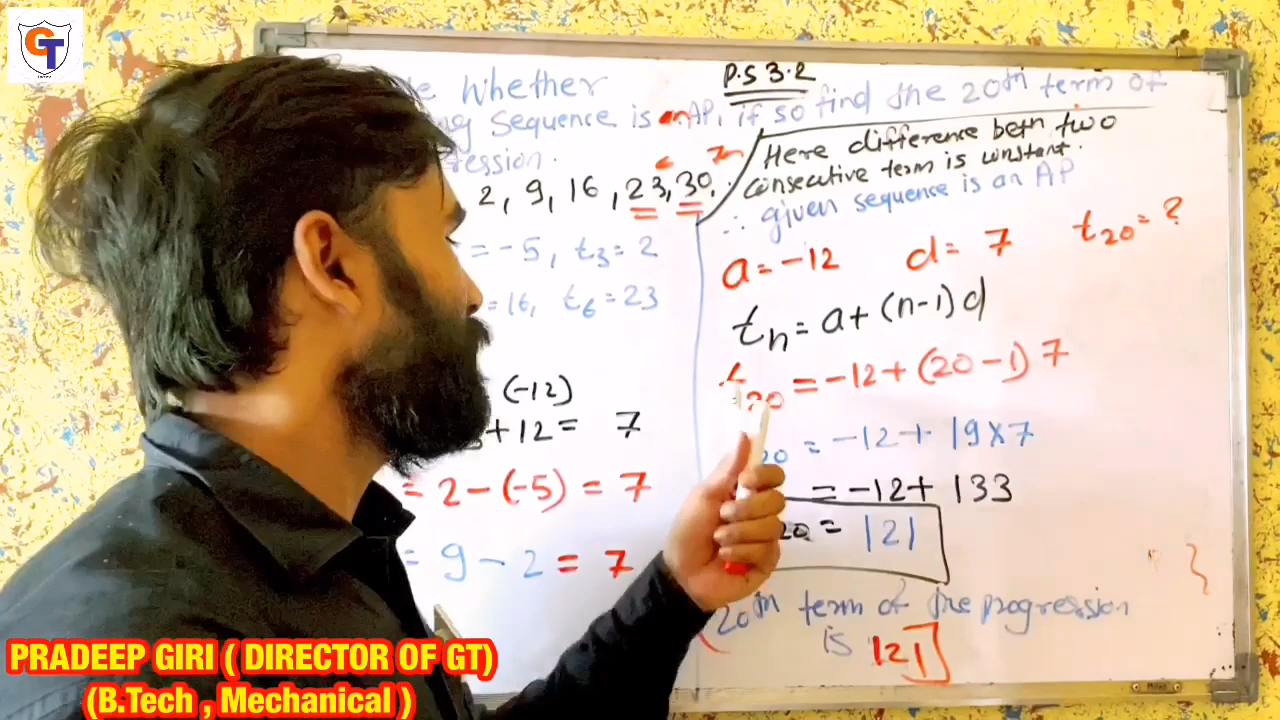 GT
P.S 3.2
Whether
Sequence is an AP, if so find the 20th term of
2, 9, 16, 23, 30,
= -5, t3 = 2
= 16, t6 = 23
(-12)
+12 = 7
= 2 - (-5) = 7
= 9 - 2 = 7
Here difference betn two
consecutive term is constant.
∴ given sequence is an AP
a = -12 d = 7 t20 = ?
tn = a + (n-1) d
t20 = -12 + (20 - 1) 7
20 = -12 + 19 X 7
= -12 + 133
20 = 121
20th term of the progression
is 121
PRADEEP GIRI ( DIRECTOR OF GT)
(B.Tech , Mechanical )